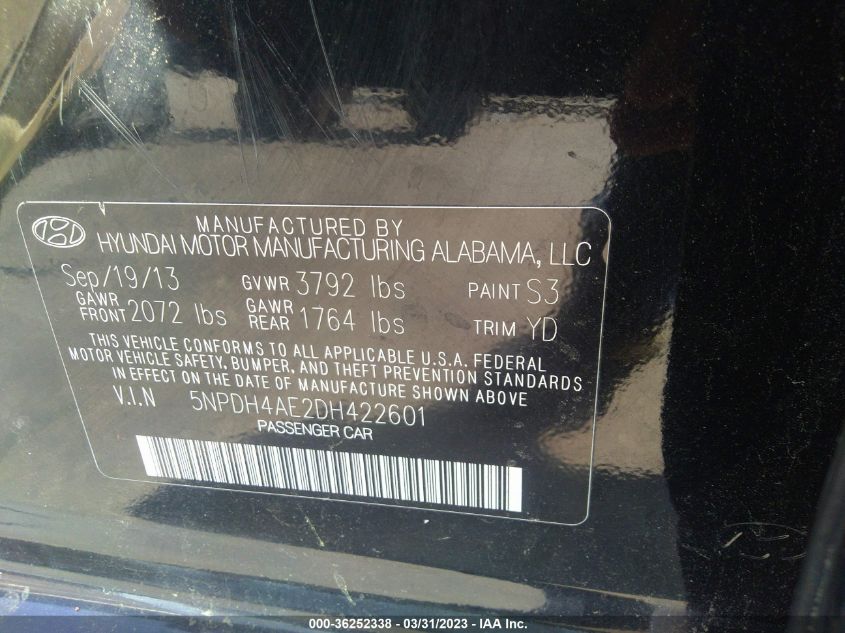 MANUFACTURED BY
HYUNDAI MOTOR MANUFACTURING ALABAMA, LLC
Sep/19/13 GVWR 3792 lbs PAINT S3
GAWR FRONT 2072 lbs GAWR REAR 1764 lbs TRIM YD
THIS VEHICLE CONFORMS TO ALL APPLICABLE U.S.A. FEDERAL
MOTOR VEHICLE SAFETY, BUMPER, AND THEFT PREVENTION STANDARDS
IN EFFECT ON THE DATE OF MANUFACTURE SHOWN ABOVE
V.I.N 5NPDH4AE2DH422601
PASSENGER CAR
000-36252338 - 03/31/2023 - IAA Inc.